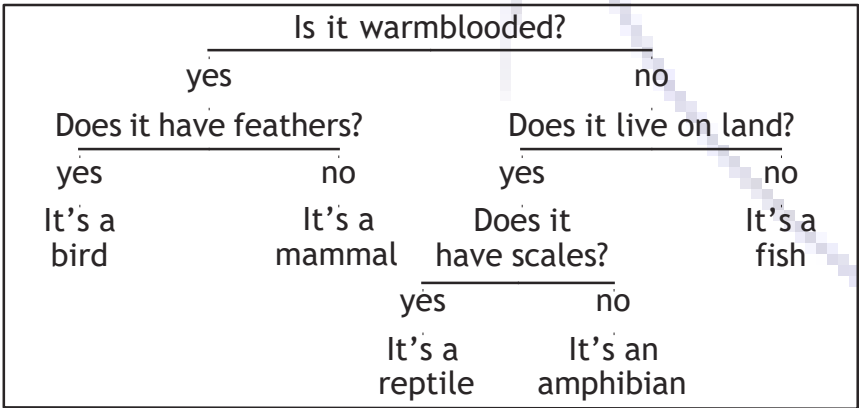 Is it warmblooded?
yes no
Does it have feathers? Does it live on land?
yes no yes no
It’s a bird
It’s a mammal
Does it have scales?
It’s a fish
yes no
It’s a reptile
It’s an amphibian